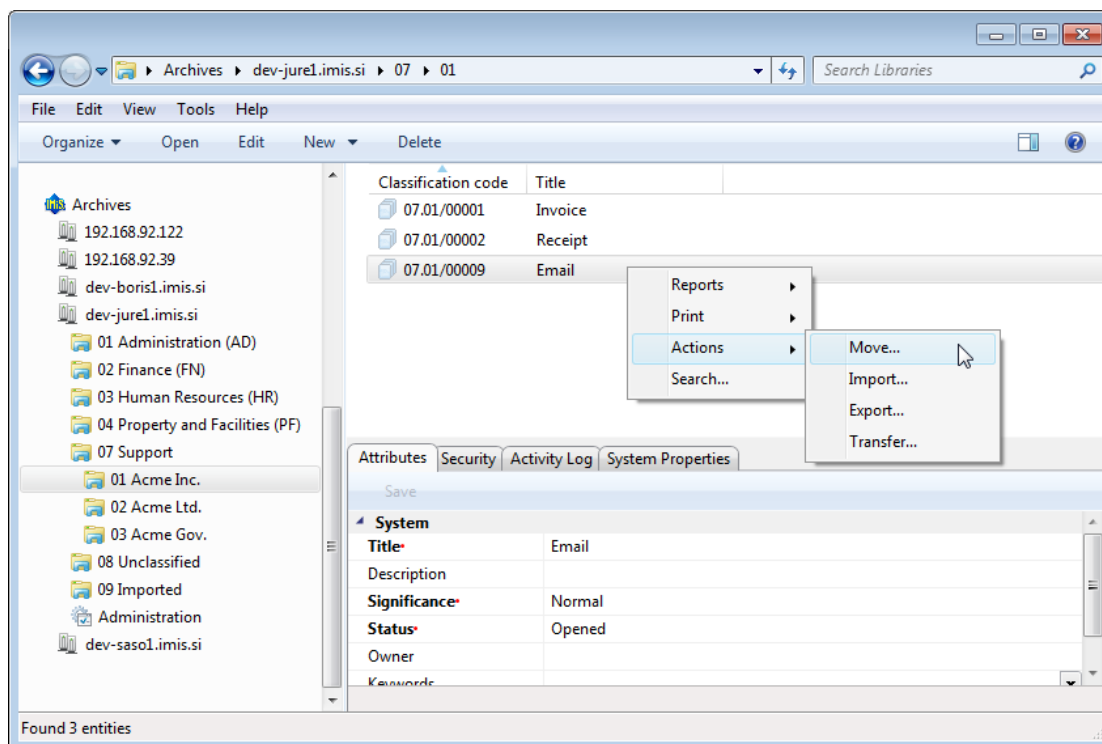 Archives dev-jure1.imis.si 07 01
Search Libraries
File Edit View Tools Help
Organize Open Edit New Delete
Archives
192.168.92.122
192.168.92.39
dev-boris1.imis.si
dev-jure1.imis.si
01 Administration (AD)
02 Finance (FN)
03 Human Resources (HR)
04 Property and Facilities (PF)
07 Support
01 Acme Inc.
02 Acme Ltd.
03 Acme Gov.
08 Unclassified
09 Imported
Administration
dev-saso1.imis.si
Classification code Title
07.01/00001 Invoice
07.01/00002 Receipt
07.01/00009 Email
Reports
Print
Actions
Search...
Move...
Import...
Export...
Transfer...
Attributes Security Activity Log System Properties
Save
System
Title• Email
Description
Significance• Normal
Status• Opened
Owner
Keywords
Found 3 entities